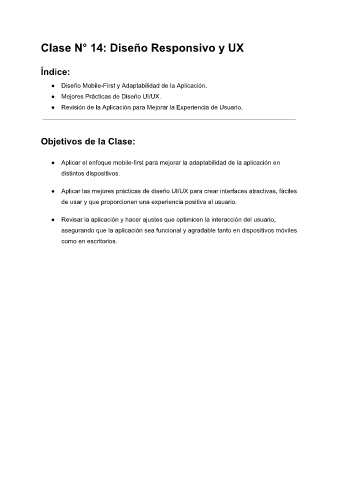 Clase N° 14: Diseño Responsivo y UX
Índice:
● Diseño Mobile-First y Adaptabilidad de la Aplicación.
● Mejores Prácticas de Diseño UI/UX.
● Revisión de la Aplicación para Mejorar la Experiencia de Usuario.
Objetivos de la Clase:
● Aplicar el enfoque mobile-first para mejorar la adaptabilidad de la aplicación en
distintos dispositivos.
● Aplicar las mejores prácticas de diseño UI/UX para crear interfaces atractivas, fáciles
de usar y que proporcionen una experiencia positiva al usuario.
● Revisar la aplicación y hacer ajustes que optimicen la interacción del usuario,
asegurando que la aplicación sea funcional y agradable tanto en dispositivos móviles
como en escritorios.